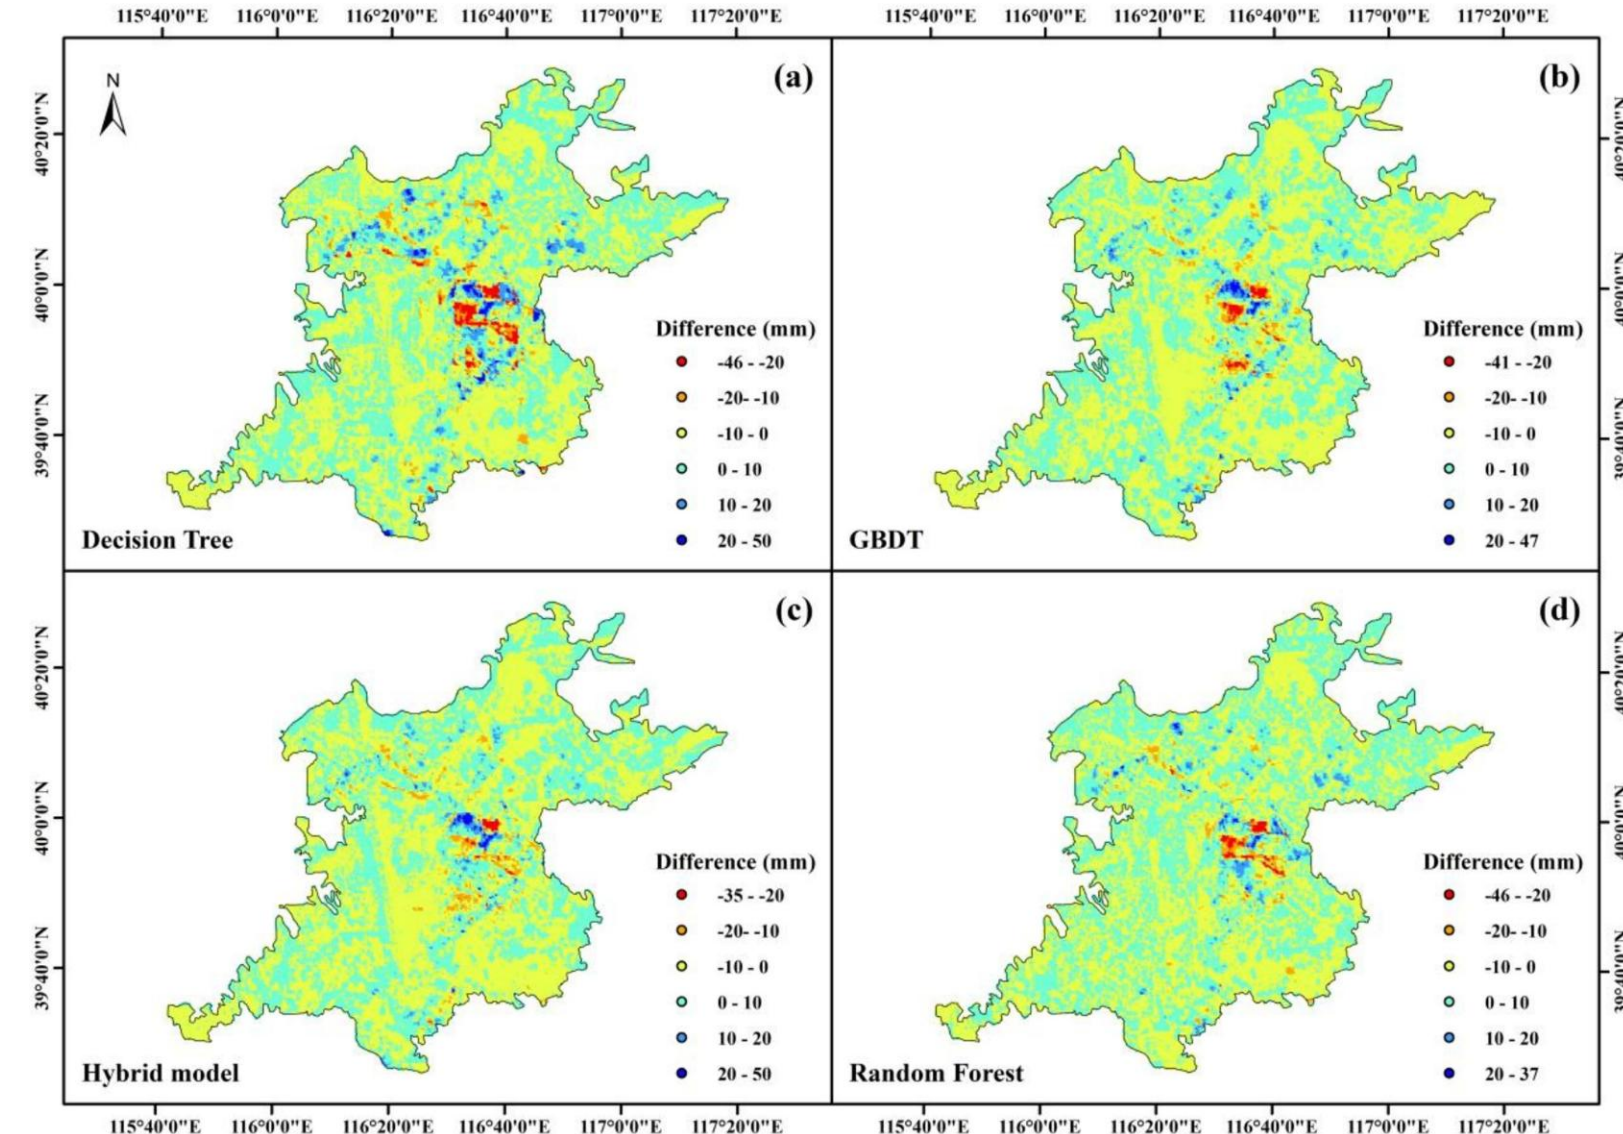 115°40'0"E 116°0'0"E 116°20'0"E 116°40'0"E 117°0'0"E 117°20'0"E 115°40'0"E 116°0'0"E 116°20'0"E 116°40'0"E 117°0'0"E 117°20'0"E
N
(a)
40°20'0"N
40°0'0"N
39°40'0"N
Difference (mm)
-46 - -20
-20- -10
-10 - 0
0 - 10
10 - 20
20 - 50
Decision Tree
(b)
Difference (mm)
-41 - -20
-20- -10
-10 - 0
0 - 10
10 - 20
20 - 47
GBDT
(c)
40°20'0"N
40°0'0"N
39°40'0"N
Difference (mm)
-35 - -20
-20- -10
-10 - 0
0 - 10
10 - 20
20 - 50
Hybrid model
(d)
Difference (mm)
-46 - -20
-20- -10
-10 - 0
0 - 10
10 - 20
20 - 37
Random Forest
115°40'0"E 116°0'0"E 116°20'0"E 116°40'0"E 117°0'0"E 117°20'0"E 115°40'0"E 116°0'0"E 116°20'0"E 116°40'0"E 117°0'0"E 117°20'0"E